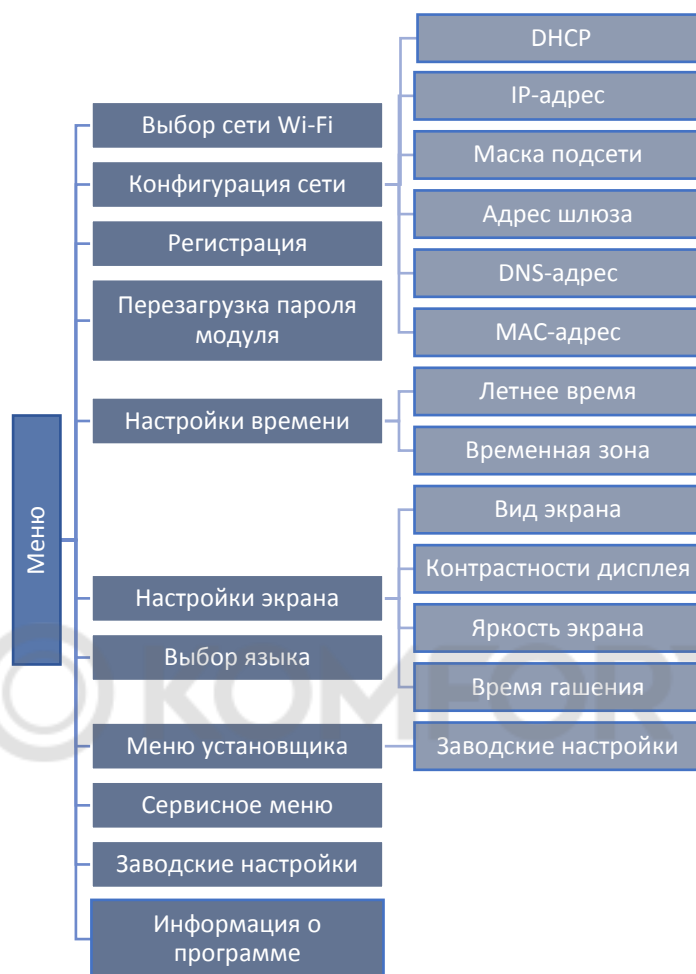 Меню
Выбор сети Wi-Fi
Конфигурация сети
DHCP
IP-адрес
Маска подсети
Адрес шлюза
DNS-адрес
MAC-адрес
Регистрация
Перезагрузка пароля
модуля
Настройки времени
Летнее время
Временная зона
Настройки экрана
Вид экрана
Контрастности дисплея
Яркость экрана
Время гашения
Выбор языка
Меню установщика
Заводские настройки
Сервисное меню
Заводские настройки
Информация о
программе
KOMFORT